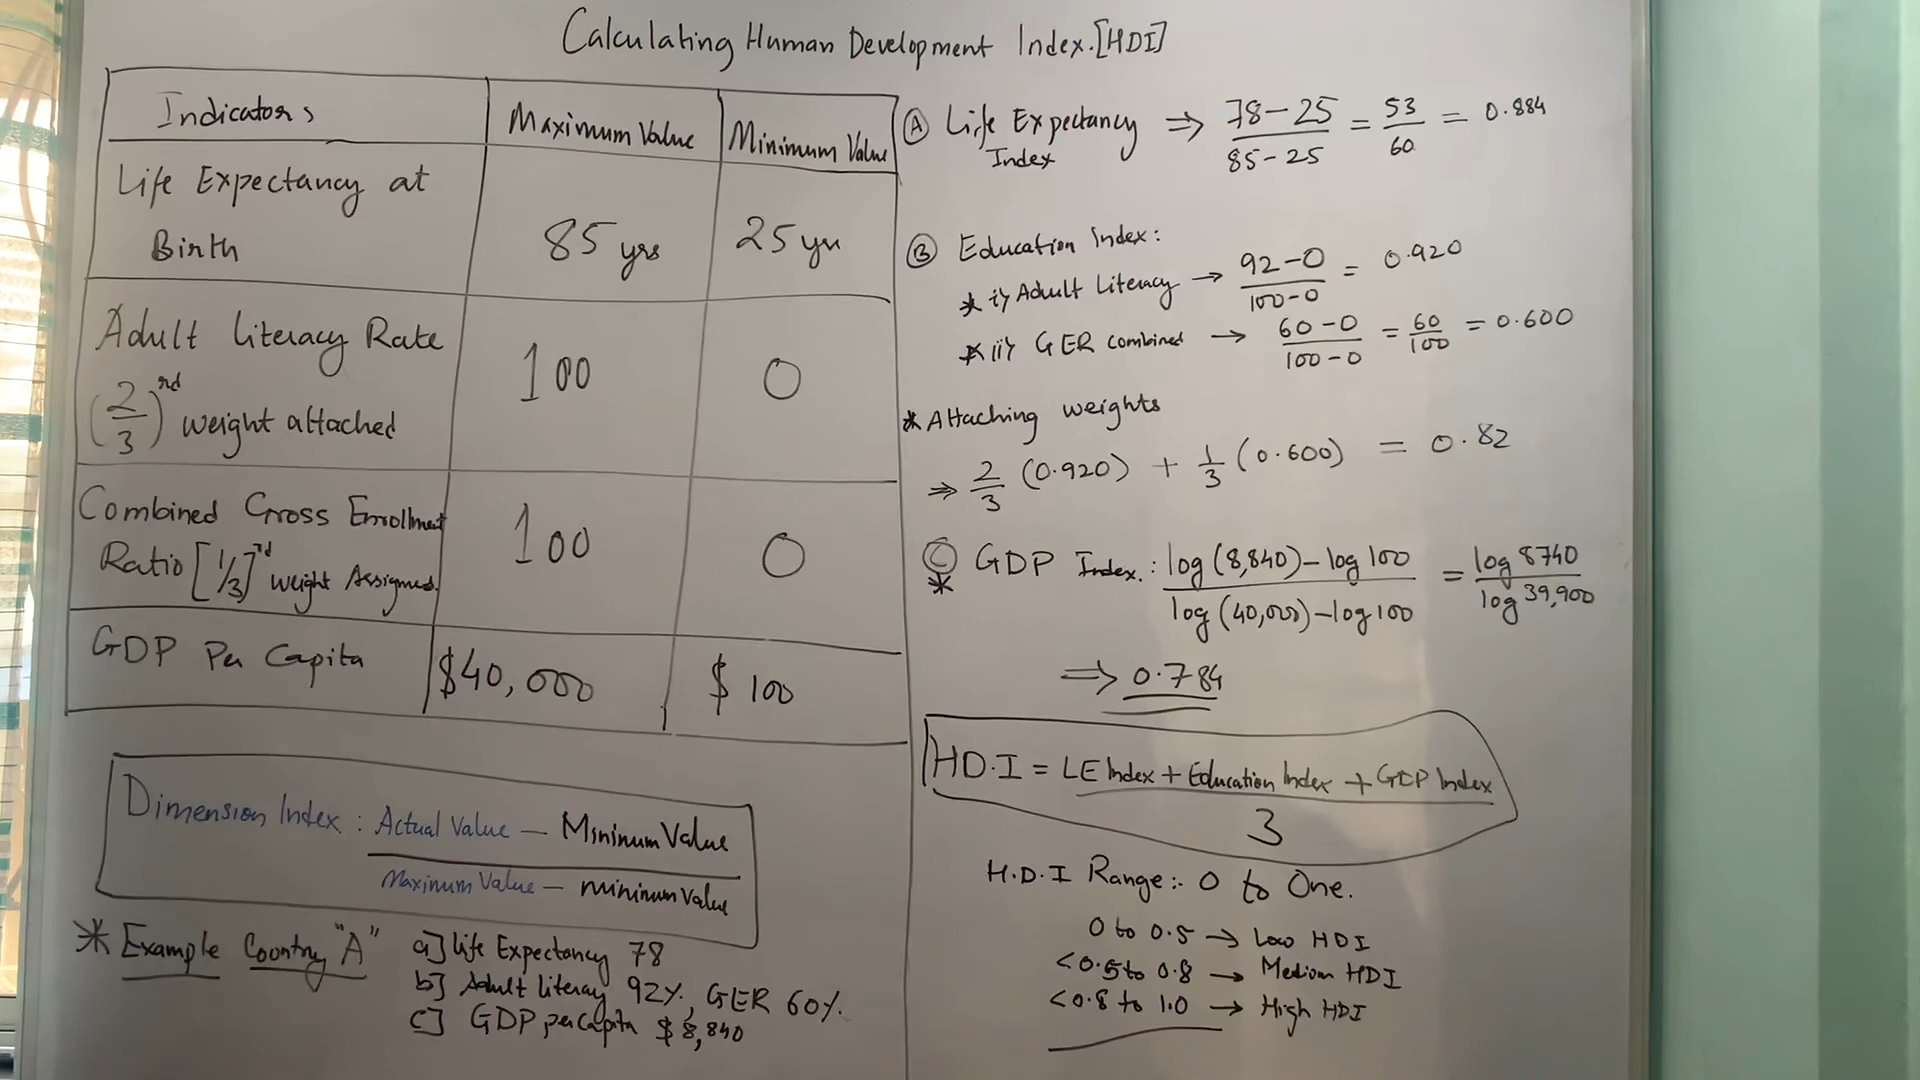 Calculating Human Development Index.[HDI]
Indicators
Maximum Value
Minimum Value
Life Expectancy at
Birth
85 yrs
25 yr
Adult Literacy Rate
(2/3)rd weight attached
100
0
Combined Gross Enrollment
Ratio [1/3]rd weight Assigned.
100
0
GDP Per Capita
$40,000
$ 100
Dimension Index : Actual Value – Mininum Value
Maxinum Value – mininum Value
* Example Country "A"
a] life Expectancy 78
b] Adult literacy 92%, GER 60%.
c] GDP percapita $8,840
(A) Life Expectancy Index ⇒ 78-25/85-25 = 53/60 = 0.884
(B) Education Index:
* i) Adult Literacy → 92-0/100-0 = 0.920
* ii) GER combined → 60-0/100-0 = 60/100 = 0.600
* Attaching weights
⇒ 2/3 (0.920) + 1/3 (0.600) = 0.82
(C) * GDP Index.: log (8,840) – log 100/log (40,000) – log 100 = log 8740/log 39,900
⇒ 0.784
HD.I = LE Index + Education Index + GDP Index
3
H.D.I Range:- 0 to One.
0 to 0.5 → Low HDI
<0.5 to 0.8 → Medium HDI
<0.8 to 1.0 → High HDI